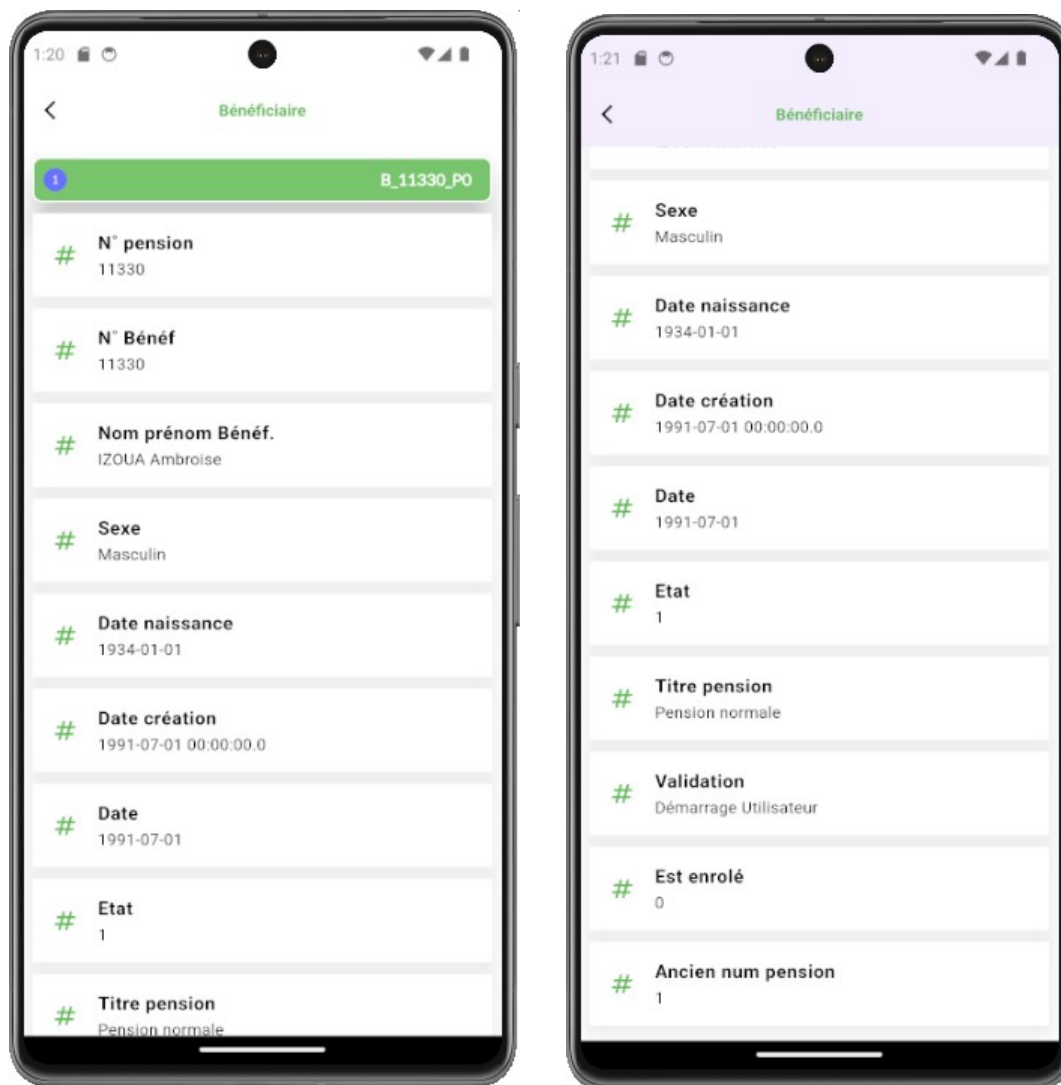 1:20
Bénéficiaire
1
B_11330_P0
N° pension
11330
N° Bénéf
11330
Nom prénom Bénéf.
IZOUA Ambroise
Sexe
Masculin
Date naissance
1934-01-01
Date création
1991-07-01 00:00:00.0
Date
1991-07-01
Etat
1
Titre pension
Pension normale
1:21
Bénéficiaire
Sexe
Masculin
Date naissance
1934-01-01
Date création
1991-07-01 00:00:00.0
Date
1991-07-01
Etat
1
Titre pension
Pension normale
Validation
Démarrage Utilisateur
Est enrolé
0
Ancien num pension
1